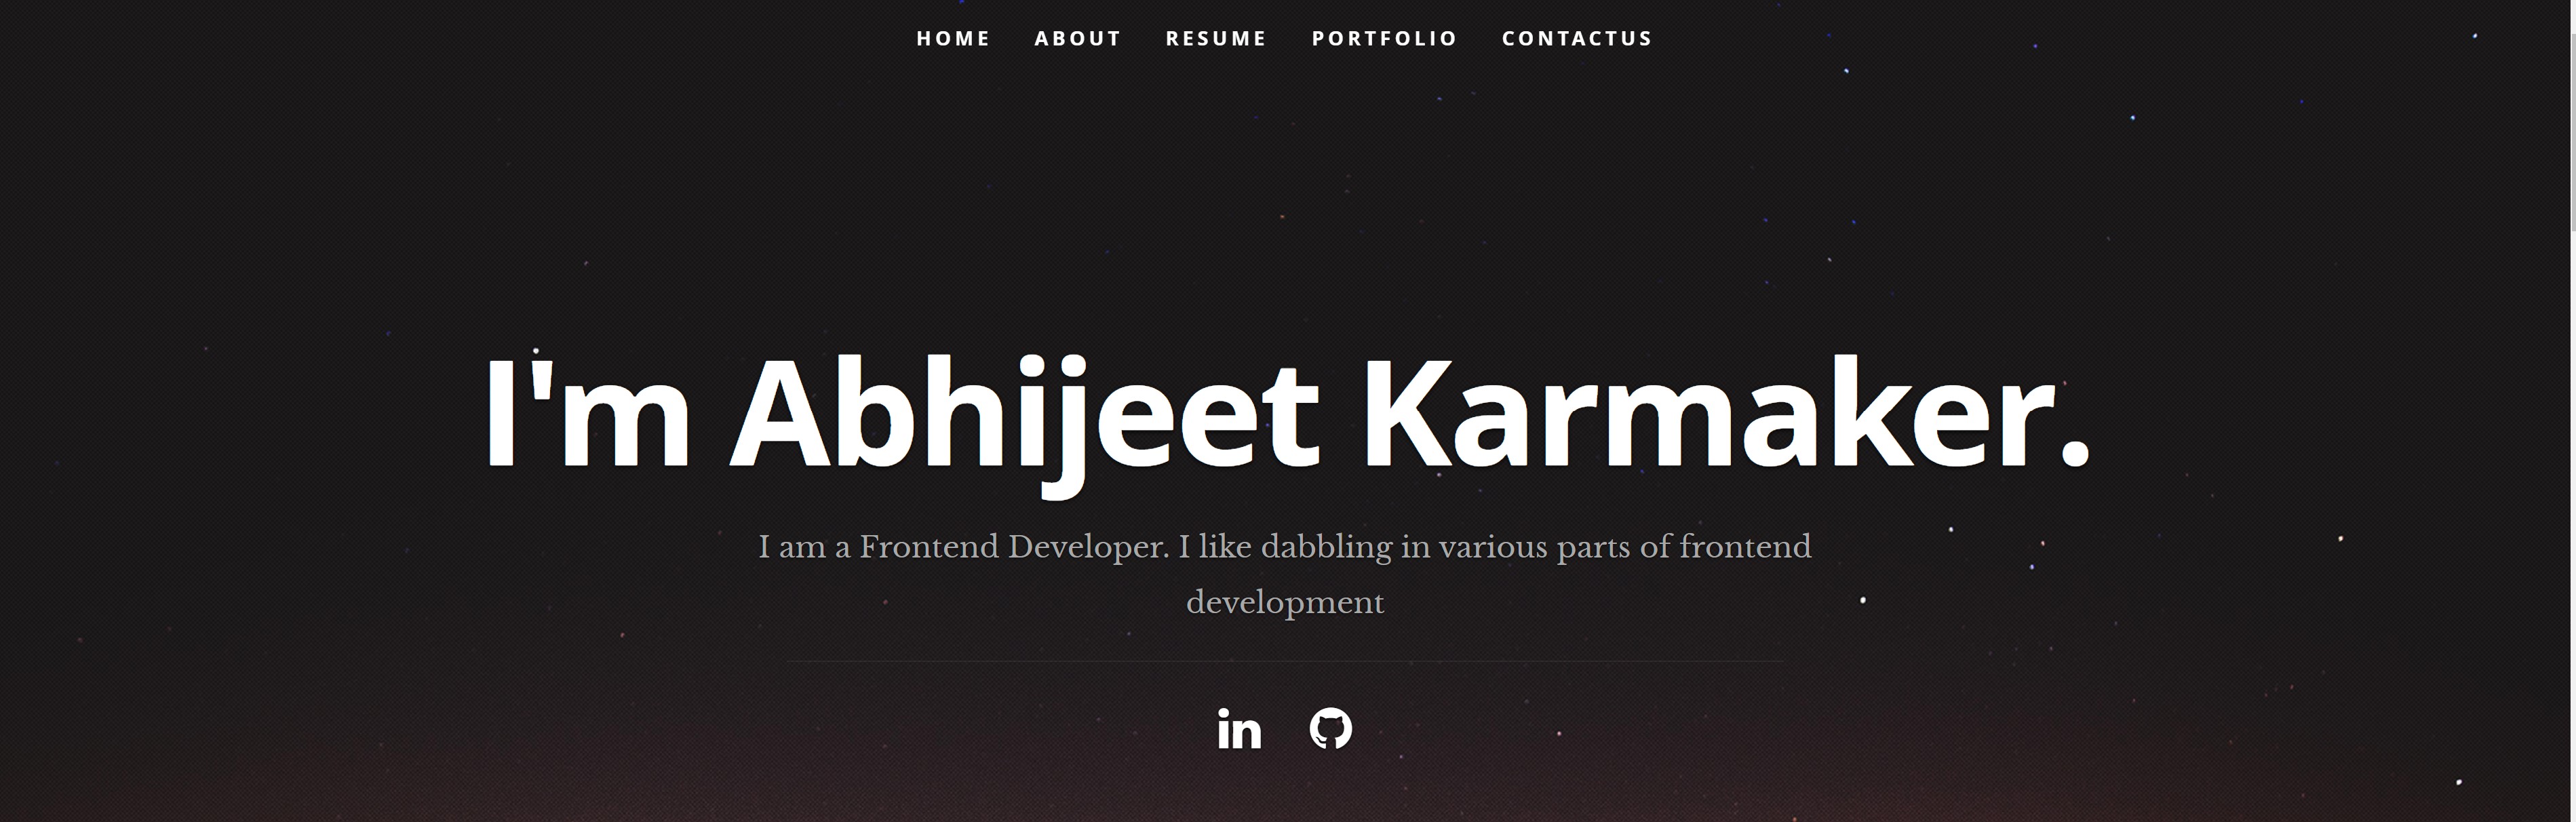 HOME ABOUT RESUME PORTFOLIO CONTACTUS
I'm Abhijeet Karmaker.
I am a Frontend Developer. I like dabbling in various parts of frontend
development
in